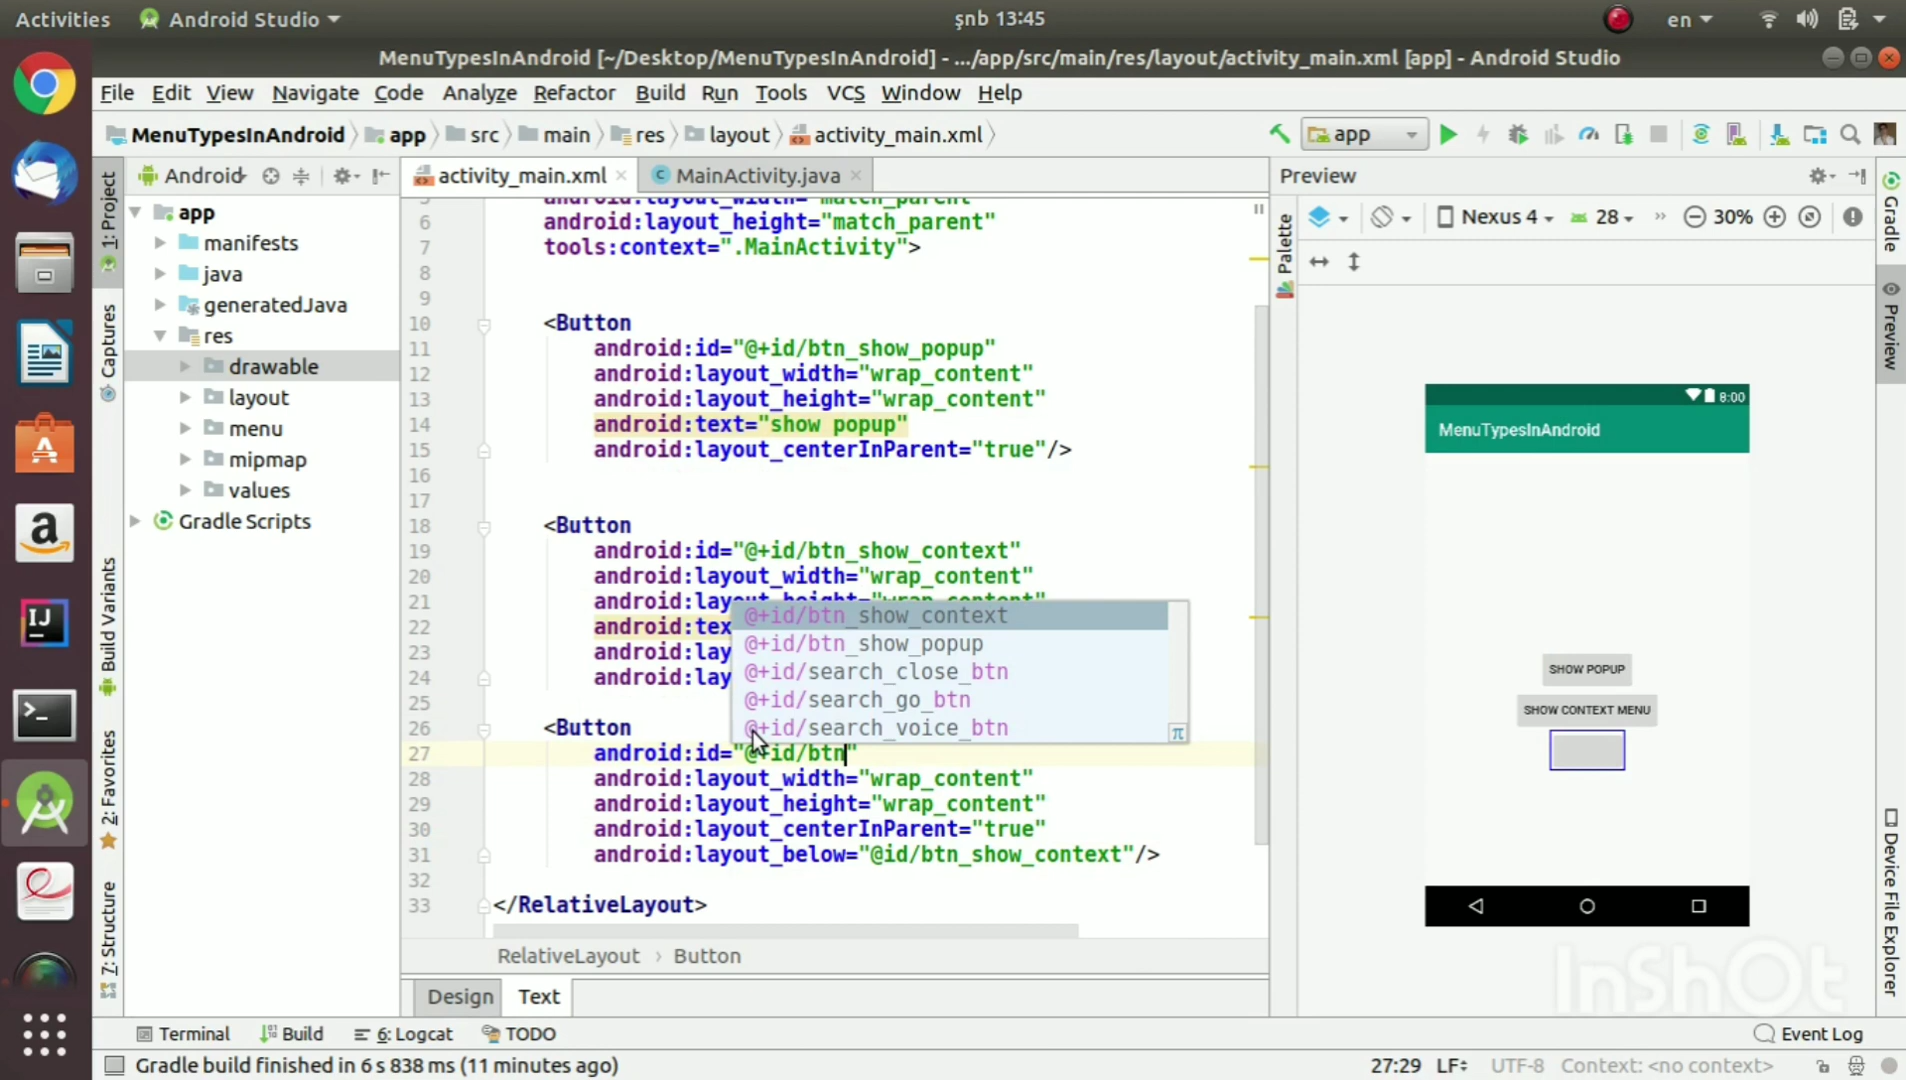 Activities
Android Studio
şnb 13:45
en
MenuTypesInAndroid [~/Desktop/MenuTypesInAndroid] - .../app/src/main/res/layout/activity_main.xml [app] - Android Studio
File Edit View Navigate Code Analyze Refactor Build Run Tools VCS Window Help
MenuTypesInAndroid app src main res layout activity_main.xml
app
Android
activity_main.xml
MainActivity.java
Preview
1: Project
Captures
Build Variants
2: Favorites
7: Structure
app
manifests
java
generatedJava
res
drawable
layout
menu
mipmap
values
Gradle Scripts
6 android:layout_height="match_parent"
7 tools:context=".MainActivity">
8
9
10 <Button
11 android:id="@+id/btn_show_popup"
12 android:layout_width="wrap_content"
13 android:layout_height="wrap_content"
14 android:text="show popup"
15 android:layout_centerInParent="true"/>
16
17
18 <Button
19 android:id="@+id/btn_show_context"
20 android:layout_width="wrap_content"
21
22 android:tex
23 android:lay
24 android:lay
25
26 <Button
27 android:id="@+id/btn"
28 android:layout_width="wrap_content"
29 android:layout_height="wrap_content"
30 android:layout_centerInParent="true"
31 android:layout_below="@id/btn_show_context"/>
32
33 </RelativeLayout>
@+id/btn_show_context
@+id/btn_show_popup
@+id/search_close_btn
@+id/search_go_btn
@+id/search_voice_btn
π
RelativeLayout › Button
Design
Text
Palette
Nexus 4
28
30%
8:00
MenuTypesInAndroid
SHOW POPUP
SHOW CONTEXT MENU
InShOt
Gradle
Preview
Device File Explorer
Terminal
Build
6: Logcat
TODO
Event Log
Gradle build finished in 6 s 838 ms (11 minutes ago)
27:29 LF UTF-8 Context: <no context>